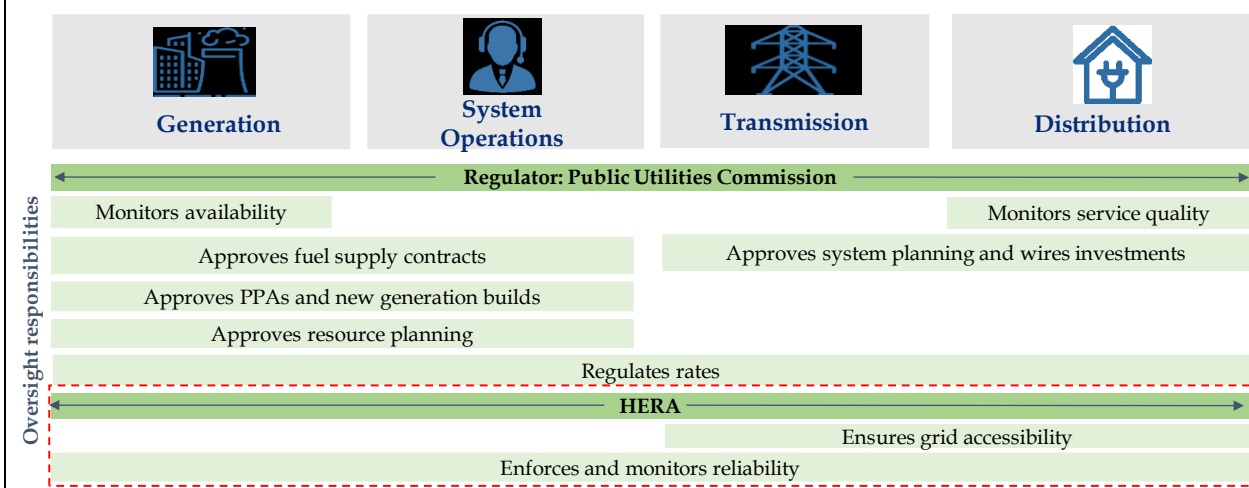 Generation
System
Operations
Transmission
Distribution
Oversight responsibilities
Regulator: Public Utilities Commission
Monitors availability
Monitors service quality
Approves fuel supply contracts
Approves system planning and wires investments
Approves PPAs and new generation builds
Approves resource planning
Regulates rates
HERA
Ensures grid accessibility
Enforces and monitors reliability